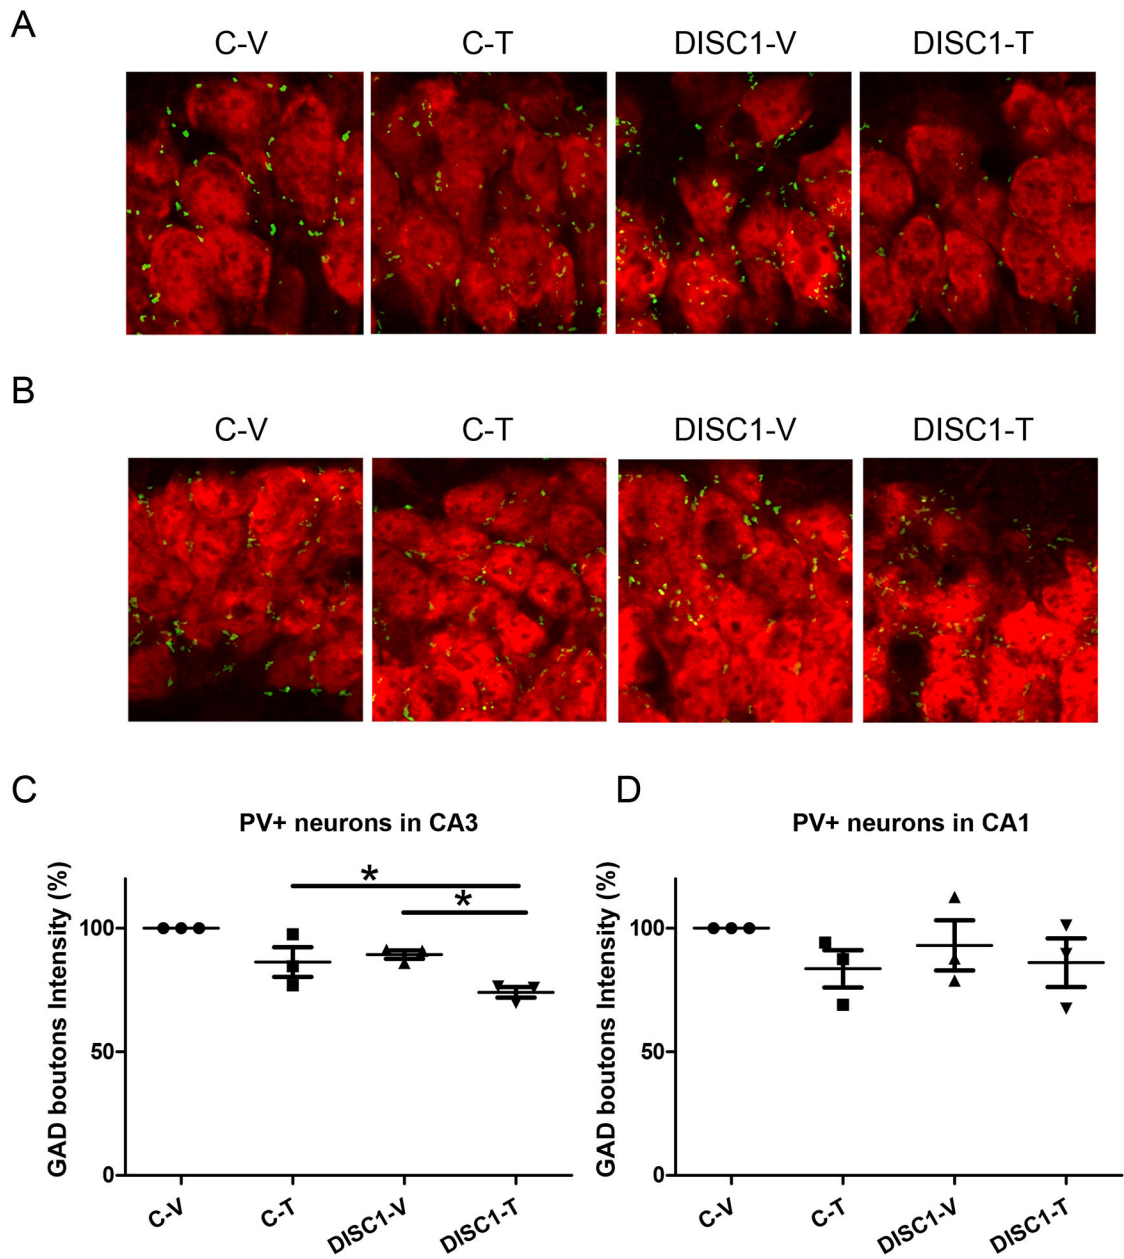 A
C-V C-T DISC1-V DISC1-T
B
C-V C-T DISC1-V DISC1-T
C
PV+ neurons in CA3
GAD boutons Intensity (%)
100
50
0
*
*
C-V C-T DISC1-V DISC1-T
D
PV+ neurons in CA1
GAD boutons Intensity (%)
100
50
0
C-V C-T DISC1-V DISC1-T